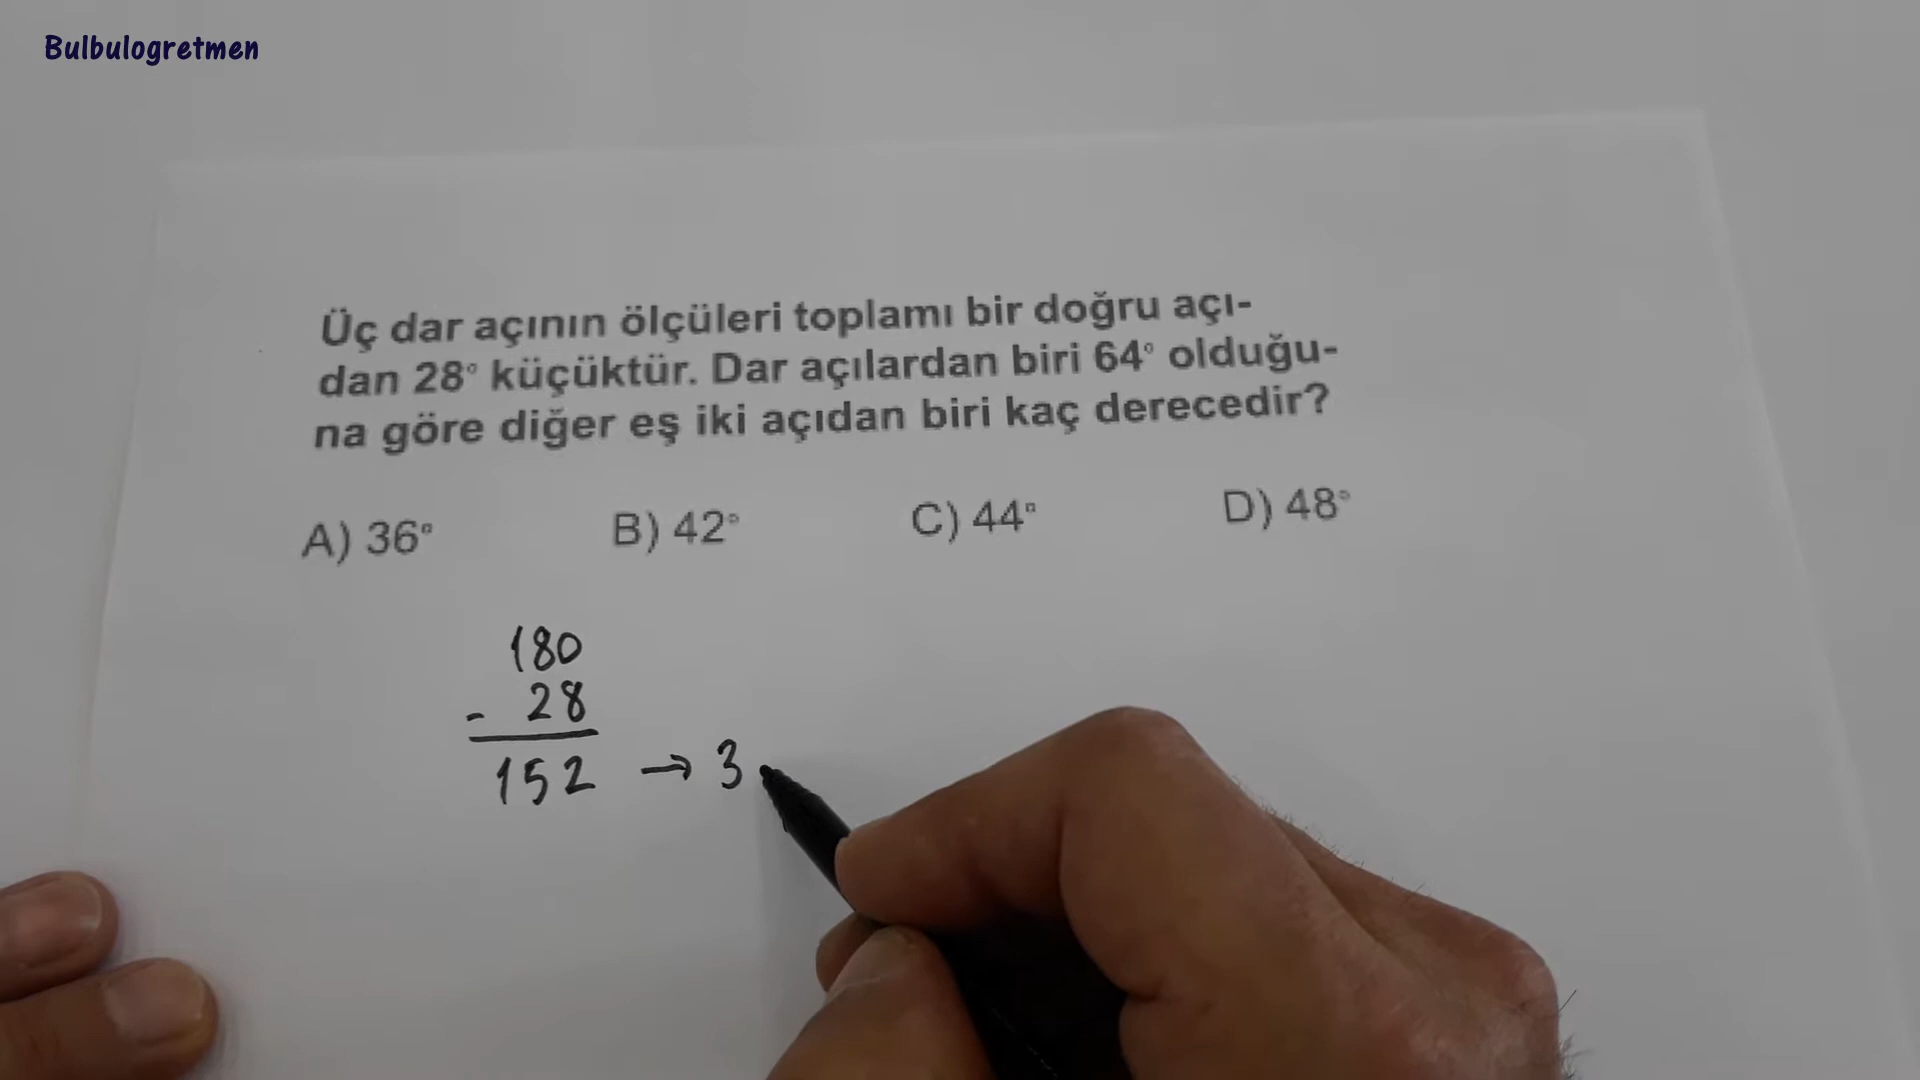 Bulbulogretmen
Üç dar açının ölçüleri toplamı bir doğru açı-
dan 28° küçüktür. Dar açılardan biri 64° olduğu-
na göre diğer eş iki açıdan biri kaç derecedir?
A) 36° B) 42° C) 44° D) 48°
180
- 28
152 → 3